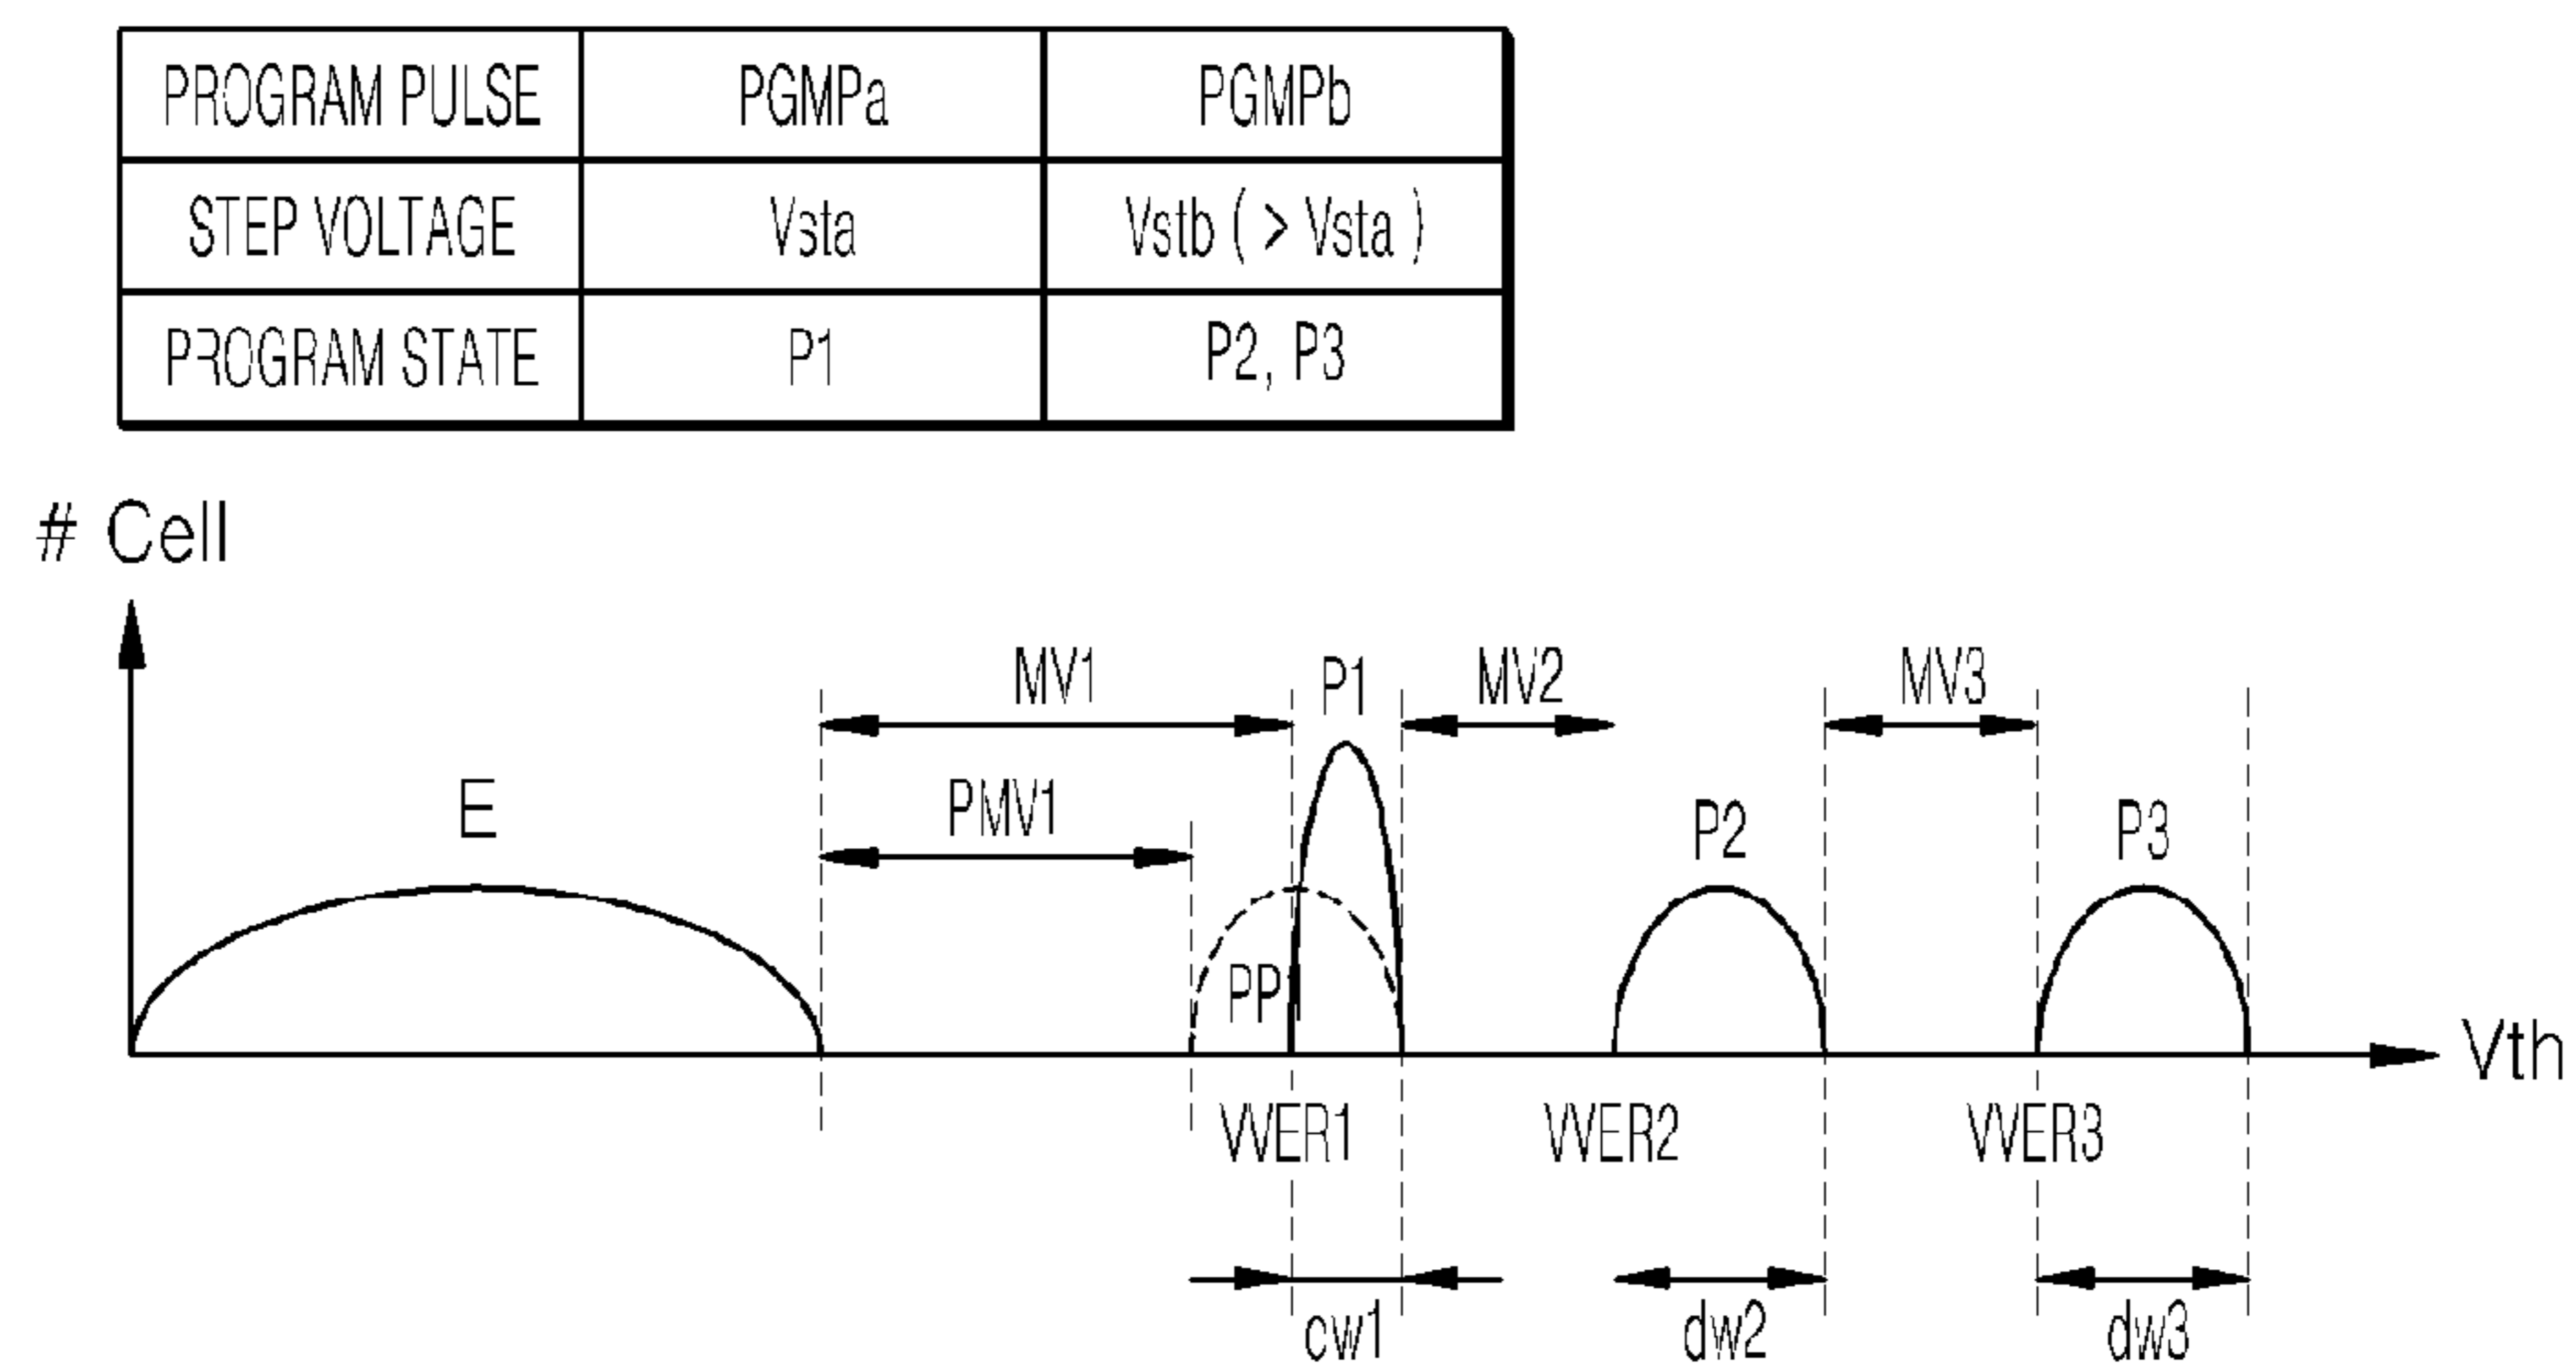 PROGRAM PULSE PGMPa PGMPb
STEP VOLTAGE Vsta Vstb ( > Vsta )
PROGRAM STATE P1 P2, P3
# Cell
MV1 P1 MV2 MV3
E PMV1 P2 P3
PP1
Vth
VVER1 VVER2 VVER3
cw1 dw2 dw3